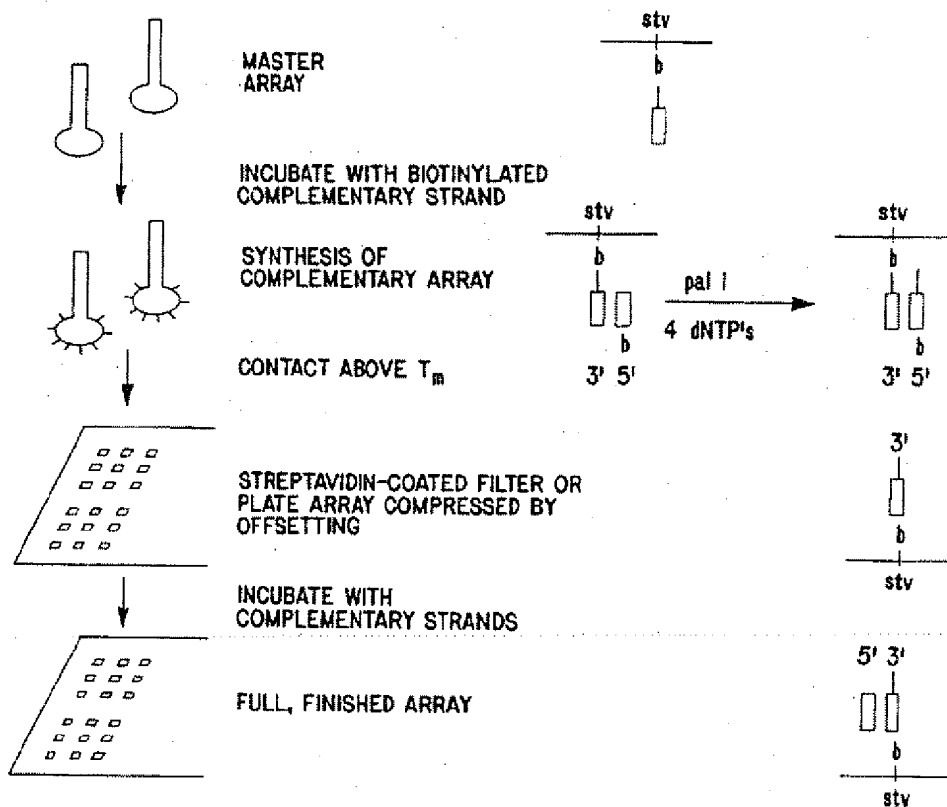 stv
MASTER
ARRAY
b
INCUBATE WITH BIOTINYLATED
COMPLEMENTARY STRAND
stv
stv
SYNTHESIS OF
COMPLEMENTARY ARRAY
b
b
pal i
4 dNTP's
b
b
CONTACT ABOVE Tm
3' 5'
3' 5'
3'
STREPTAVIDIN-COATED FILTER OR
PLATE ARRAY COMPRESSED BY
OFFSETTING
b
stv
INCUBATE WITH
COMPLEMENTARY STRANDS
5' 3'
FULL, FINISHED ARRAY
b
stv